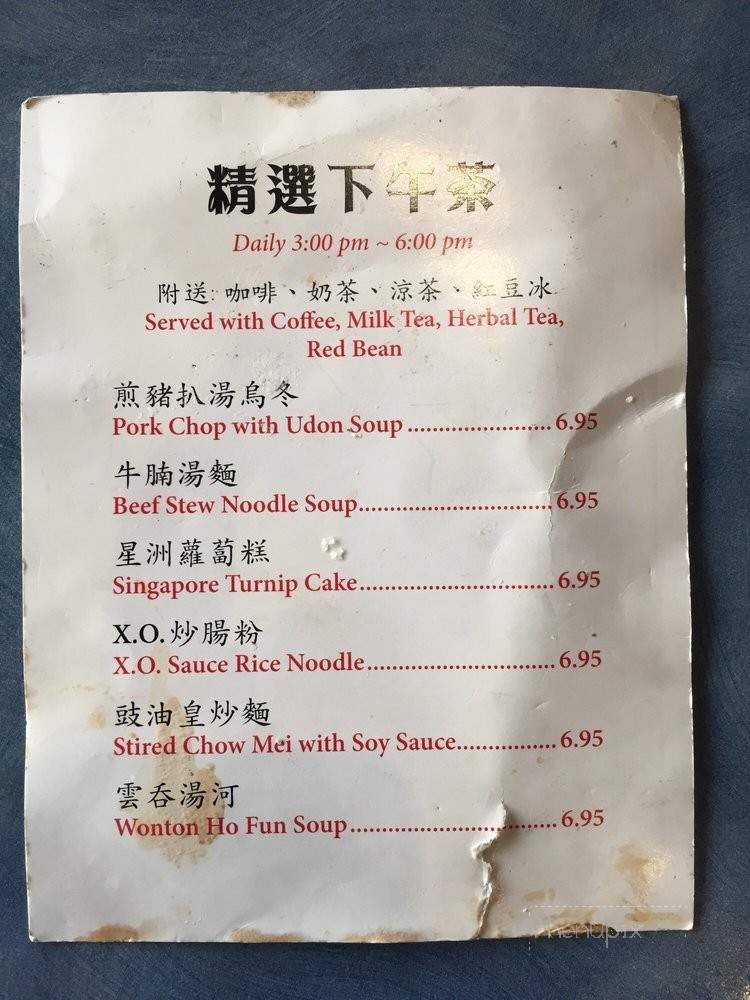 精選下午茶
Daily 3:00 pm ~ 6:00 pm
附送: 咖啡、奶茶、涼茶、紅豆冰
Served with Coffee, Milk Tea, Herbal Tea,
Red Bean
煎豬扒湯烏冬
Pork Chop with Udon Soup ........................ 6.95
牛腩湯麵
Beef Stew Noodle Soup................................. 6.95
星洲蘿蔔糕
Singapore Turnip Cake................................. 6.95
X.O. 炒腸粉
X.O. Sauce Rice Noodle................................ 6.95
豉油皇炒麵
Stired Chow Mei with Soy Sauce................. 6.95
雲吞湯河
Wonton Ho Fun Soup................................... 6.95
menupix